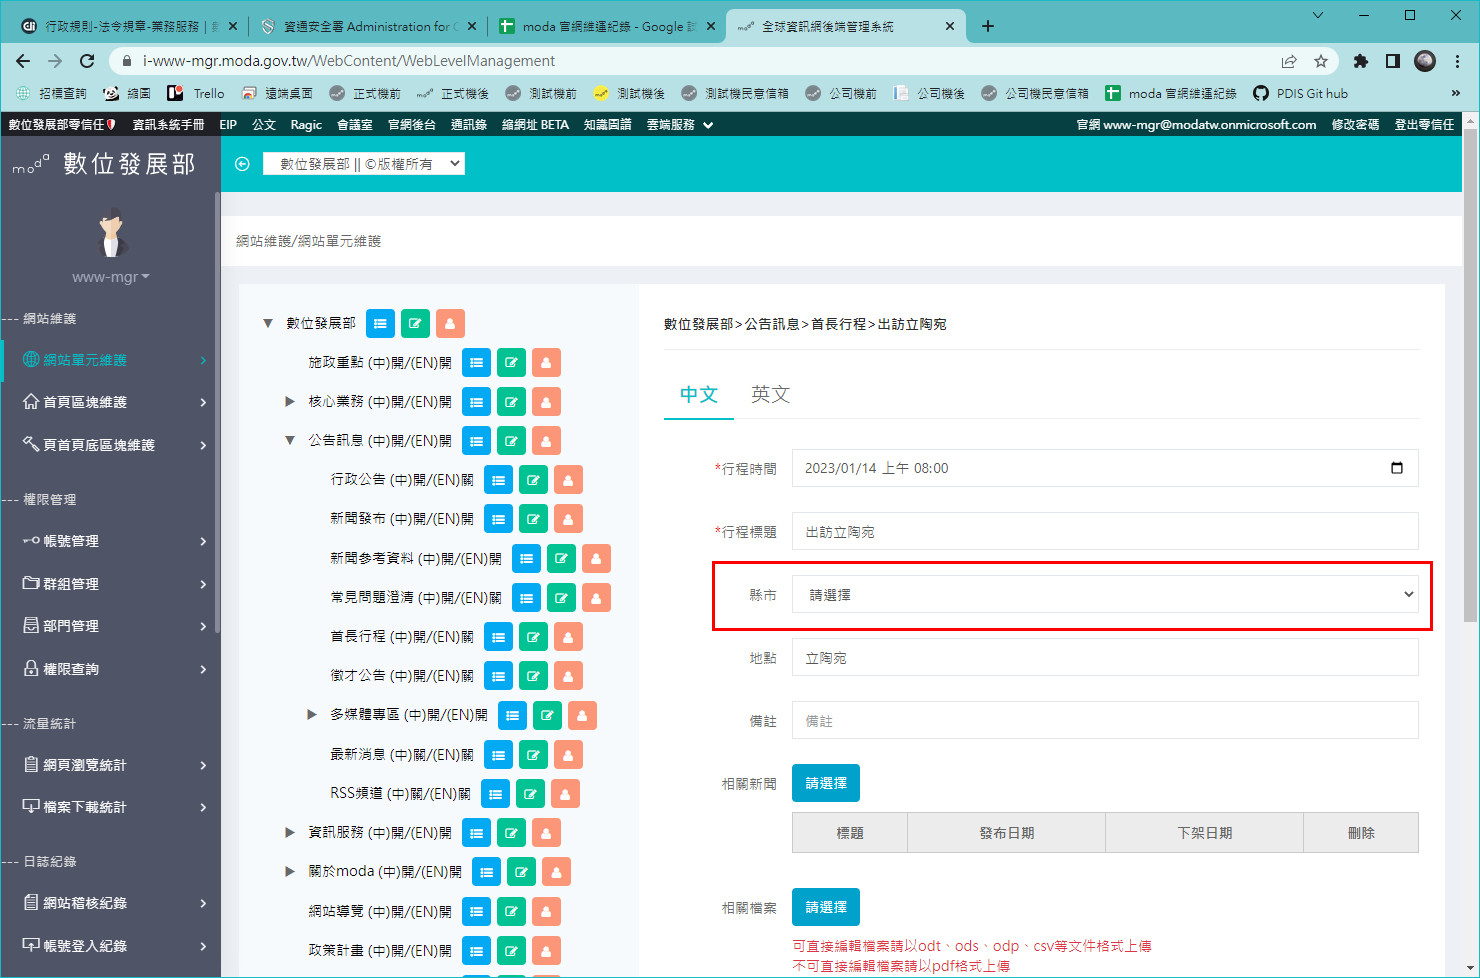 行政規則-法令規章-業務服務 |
資通安全署 Administration for C
moda 官網維運紀錄 - Google 試
全球資訊網後端管理系統
i-www-mgr.moda.gov.tw/WebContent/WebLevelManagement
招標查詢
縮圖
Trello
遠端桌面
正式機前
正式機後
測試機前
測試機後
測試機民意信箱
公司機前
公司機後
公司機民意信箱
moda 官網維運紀錄
PDIS Git hub
»
數位發展部零信任
資訊系統手冊
EIP
公文
Ragic
會議室
官網後台
通訊錄
縮網址 BETA
知識圖譜
雲端服務
官網 www-mgr@modatw.onmicrosoft.com
修改密碼
登出零信任
moda 數位發展部
數位發展部 || ©版權所有
www-mgr
--- 網站維護
網站單元維護
首頁區塊維護
頁首頁底區塊維護
--- 權限管理
帳號管理
群組管理
部門管理
權限查詢
--- 流量統計
網頁瀏覽統計
檔案下載統計
--- 日誌紀錄
網站稽核紀錄
帳號登入紀錄
網站維護/網站單元維護
數位發展部
施政重點 (中)開/(EN)開
核心業務 (中)開/(EN)開
公告訊息 (中)開/(EN)開
行政公告 (中)開/(EN)關
新聞發布 (中)開/(EN)開
新聞參考資料 (中)開/(EN)開
常見問題澄清 (中)開/(EN)關
首長行程 (中)開/(EN)關
徵才公告 (中)開/(EN)關
多媒體專區 (中)開/(EN)開
最新消息 (中)關/(EN)關
RSS頻道 (中)關/(EN)關
資訊服務 (中)開/(EN)開
關於moda (中)開/(EN)開
網站導覽 (中)開/(EN)開
政策計畫 (中)開/(EN)開
數位發展部>公告訊息>首長行程>出訪立陶宛
中文
英文
*行程時間
2023/01/14 上午 08:00
*行程標題
出訪立陶宛
縣市
請選擇
地點
立陶宛
備註
備註
相關新聞
請選擇
標題
發布日期
下架日期
刪除
相關檔案
請選擇
可直接編輯檔案請以odt、ods、odp、csv等文件格式上傳
不可直接編輯檔案請以pdf格式上傳